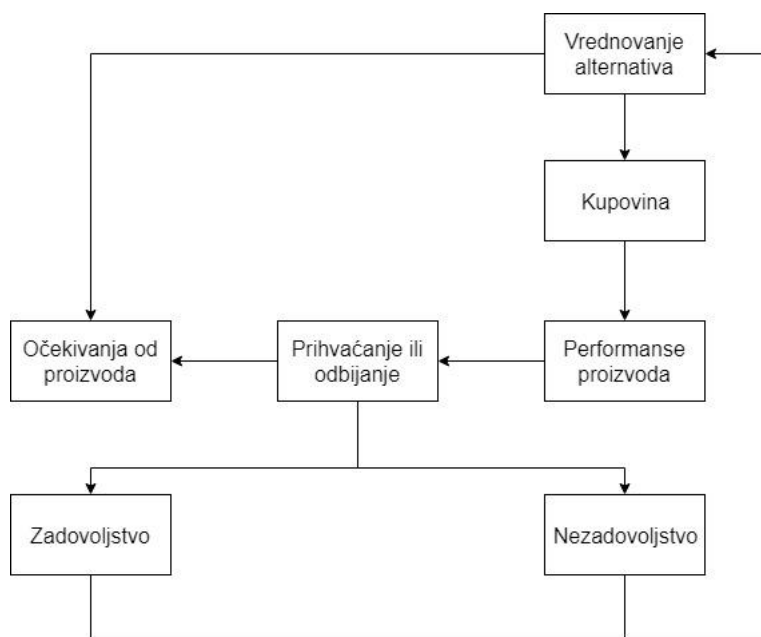 Vrednovanje
alternativa
Kupovina
Očekivanja od
proizvoda
Prihvaćanje ili
odbijanje
Performanse
proizvoda
Zadovoljstvo
Nezadovoljstvo